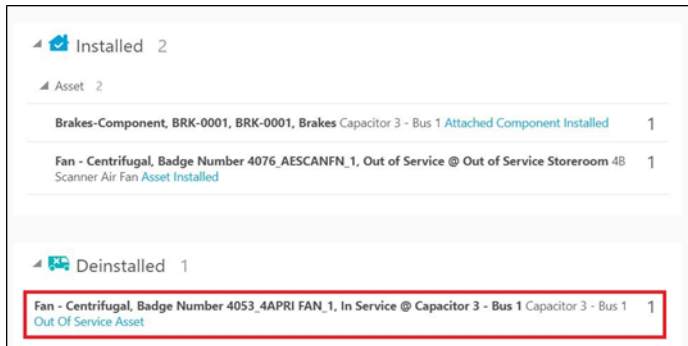 Installed 2
Asset 2
Brakes-Component, BRK-0001, BRK-0001, Brakes Capacitor 3 - Bus 1 Attached Component Installed 1
Fan - Centrifugal, Badge Number 4076_AESCANFN_1, Out of Service @ Out of Service Storeroom 4B 1
Scanner Air Fan Asset Installed
Deinstalled 1
Fan - Centrifugal, Badge Number 4053_4APRI FAN_1, In Service @ Capacitor 3 - Bus 1 Capacitor 3 - Bus 1 1
Out Of Service Asset